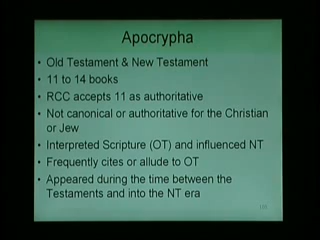 Apocrypha
• Old Testament & New Testament
• 11 to 14 books
• RCC accepts 11 as authoritative
• Not canonical or authoritative for the Christian
or Jew
• Interpreted Scripture (OT) and influenced NT
• Frequently cites or allude to OT
• Appeared during the time between the
Testaments and into the NT era